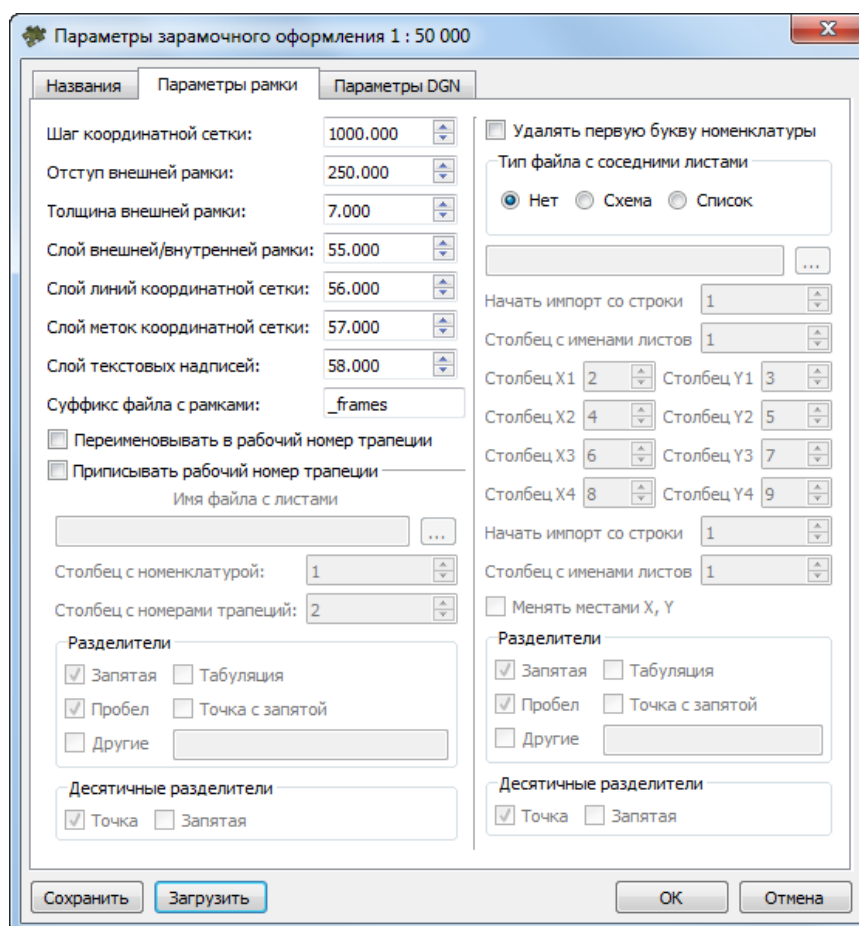 Параметры зарамочного оформления 1 : 50 000
Названия
Параметры рамки
Параметры DGN
Шаг координатной сетки: 1000.000
Отступ внешней рамки: 250.000
Толщина внешней рамки: 7.000
Слой внешней/внутренней рамки: 55.000
Слой линий координатной сетки: 56.000
Слой меток координатной сетки: 57.000
Слой текстовых надписей: 58.000
Суффикс файла с рамками: _frames
Переименовывать в рабочий номер трапеции
Приписывать рабочий номер трапеции
Имя файла с листами
...
Столбец с номенклатурой: 1
Столбец с номерами трапеций: 2
Разделители
Запятая Табуляция
Пробел Точка с запятой
Другие
Десятичные разделители
Точка Запятая
Удалять первую букву номенклатуры
Тип файла с соседними листами
Нет Схема Список
...
Начать импорт со строки 1
Столбец с именами листов 1
Столбец X1 2 Столбец Y1 3
Столбец X2 4 Столбец Y2 5
Столбец X3 6 Столбец Y3 7
Столбец X4 8 Столбец Y4 9
Начать импорт со строки 1
Столбец с именами листов 1
Менять местами X, Y
Разделители
Запятая Табуляция
Пробел Точка с запятой
Другие
Десятичные разделители
Точка Запятая
Сохранить
Загрузить
ОК
Отмена